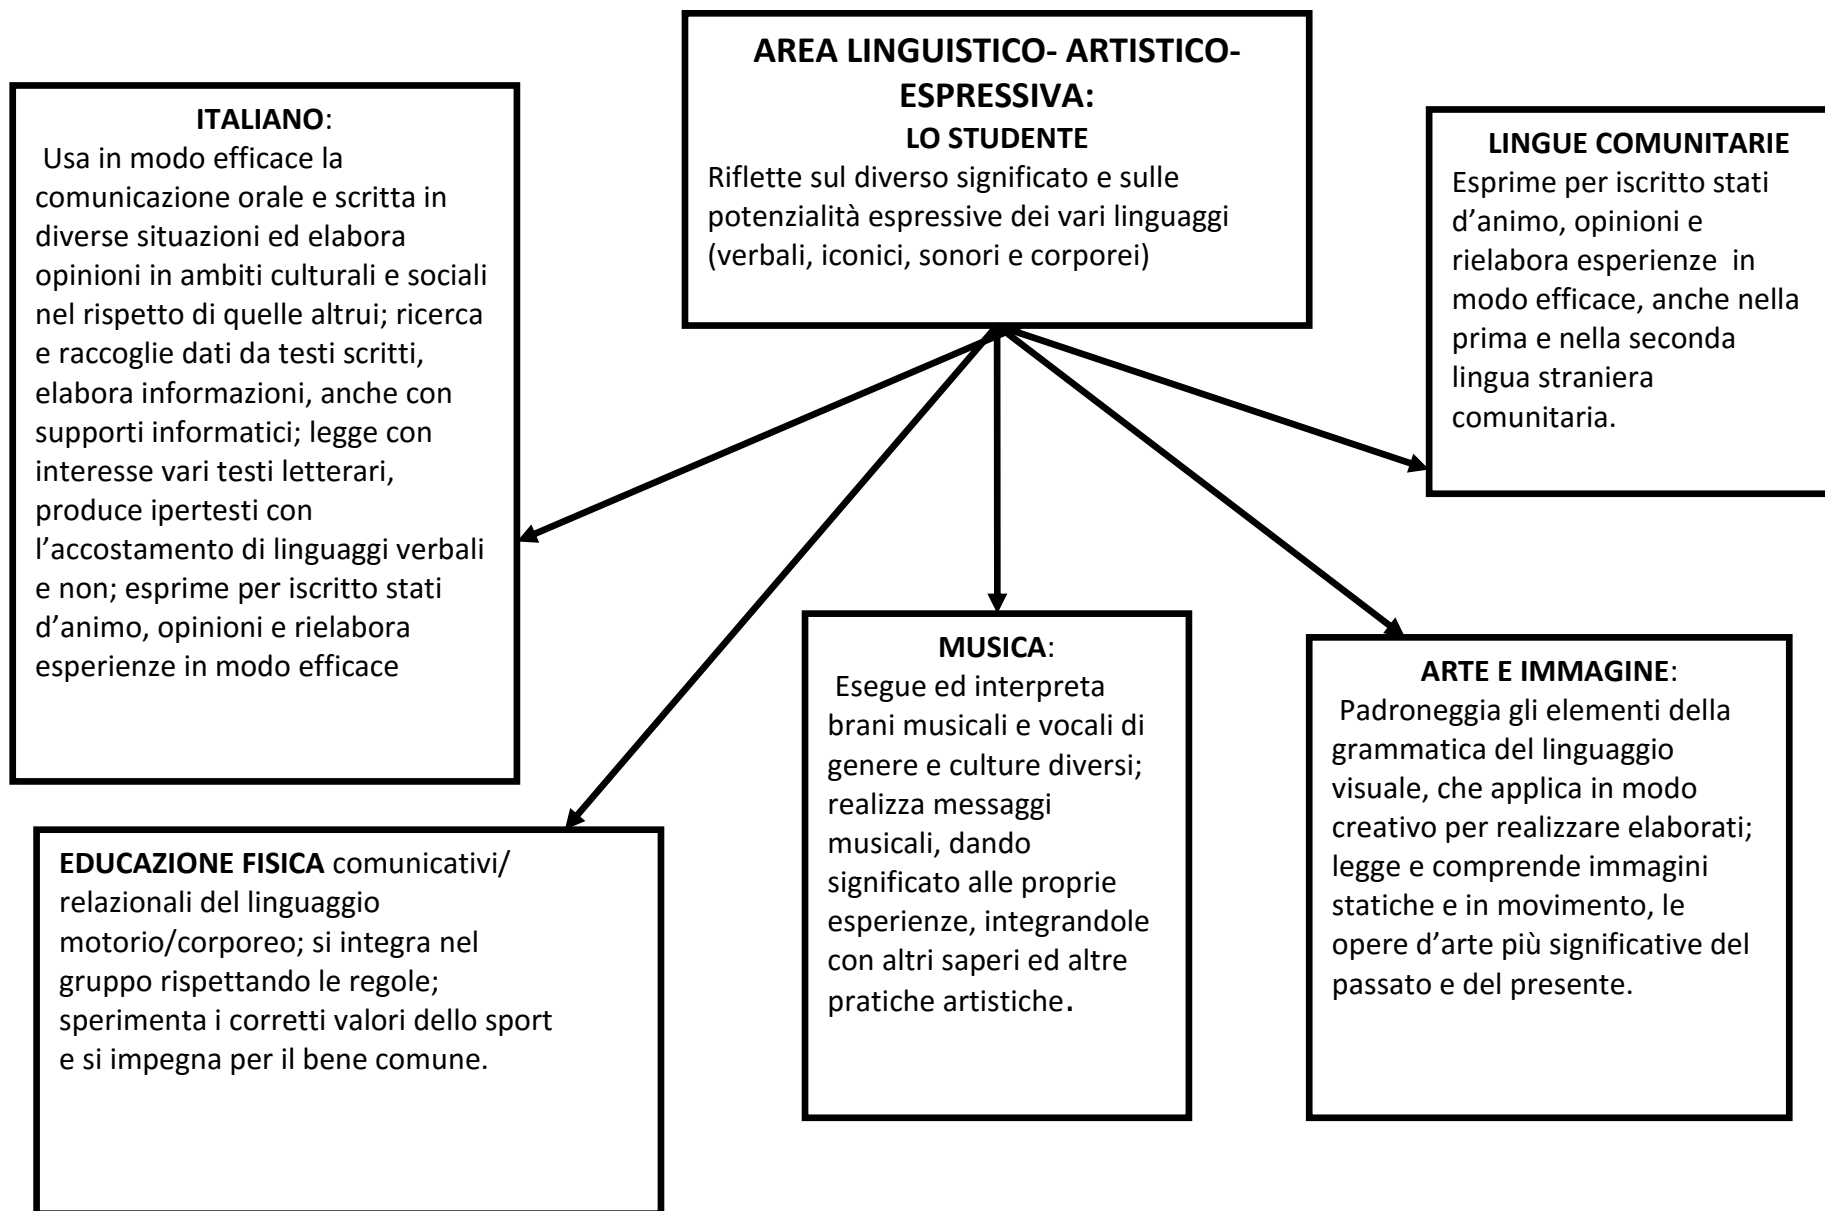 AREA LINGUISTICO- ARTISTICO-
ESPRESSIVA:
LO STUDENTE
Riflette sul diverso significato e sulle
potenzialità espressive dei vari linguaggi
(verbali, iconici, sonori e corporei)
ITALIANO:
Usa in modo efficace la
comunicazione orale e scritta in
diverse situazioni ed elabora
opinioni in ambiti culturali e sociali
nel rispetto di quelle altrui; ricerca
e raccoglie dati da testi scritti,
elabora informazioni, anche con
supporti informatici; legge con
interesse vari testi letterari,
produce ipertesti con
l’accostamento di linguaggi verbali
e non; esprime per iscritto stati
d’animo, opinioni e rielabora
esperienze in modo efficace
LINGUE COMUNITARIE
Esprime per iscritto stati
d’animo, opinioni e
rielabora esperienze in
modo efficace, anche nella
prima e nella seconda
lingua straniera
comunitaria.
EDUCAZIONE FISICA comunicativi/
relazionali del linguaggio
motorio/corporeo; si integra nel
gruppo rispettando le regole;
sperimenta i corretti valori dello sport
e si impegna per il bene comune.
MUSICA:
Esegue ed interpreta
brani musicali e vocali di
genere e culture diversi;
realizza messaggi
musicali, dando
significato alle proprie
esperienze, integrandole
con altri saperi ed altre
pratiche artistiche.
ARTE E IMMAGINE:
Padroneggia gli elementi della
grammatica del linguaggio
visuale, che applica in modo
creativo per realizzare elaborati;
legge e comprende immagini
statiche e in movimento, le
opere d’arte più significative del
passato e del presente.